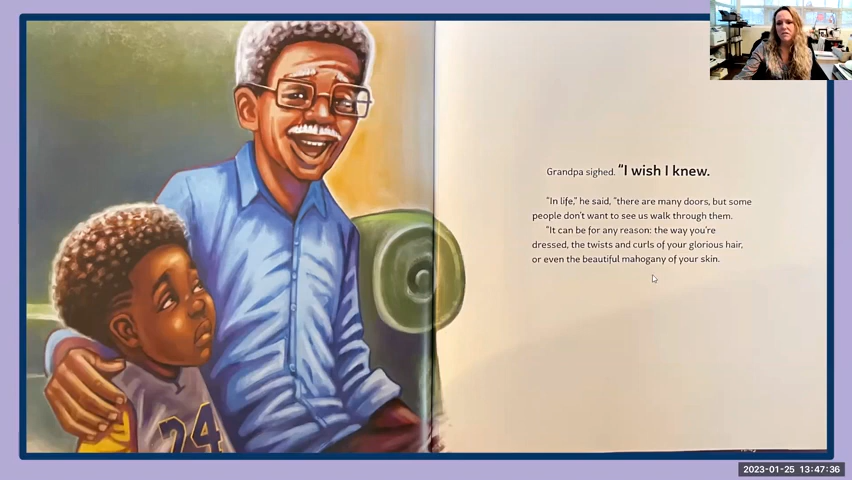 Grandpa sighed. "I wish I knew.
"In life," he said, "there are many doors, but some
people don't want to see us walk through them.
"It can be for any reason: the way you're
dressed, the twists and curls of your glorious hair,
or even the beautiful mahogany of your skin.
24
2023-01-25 13:47:36